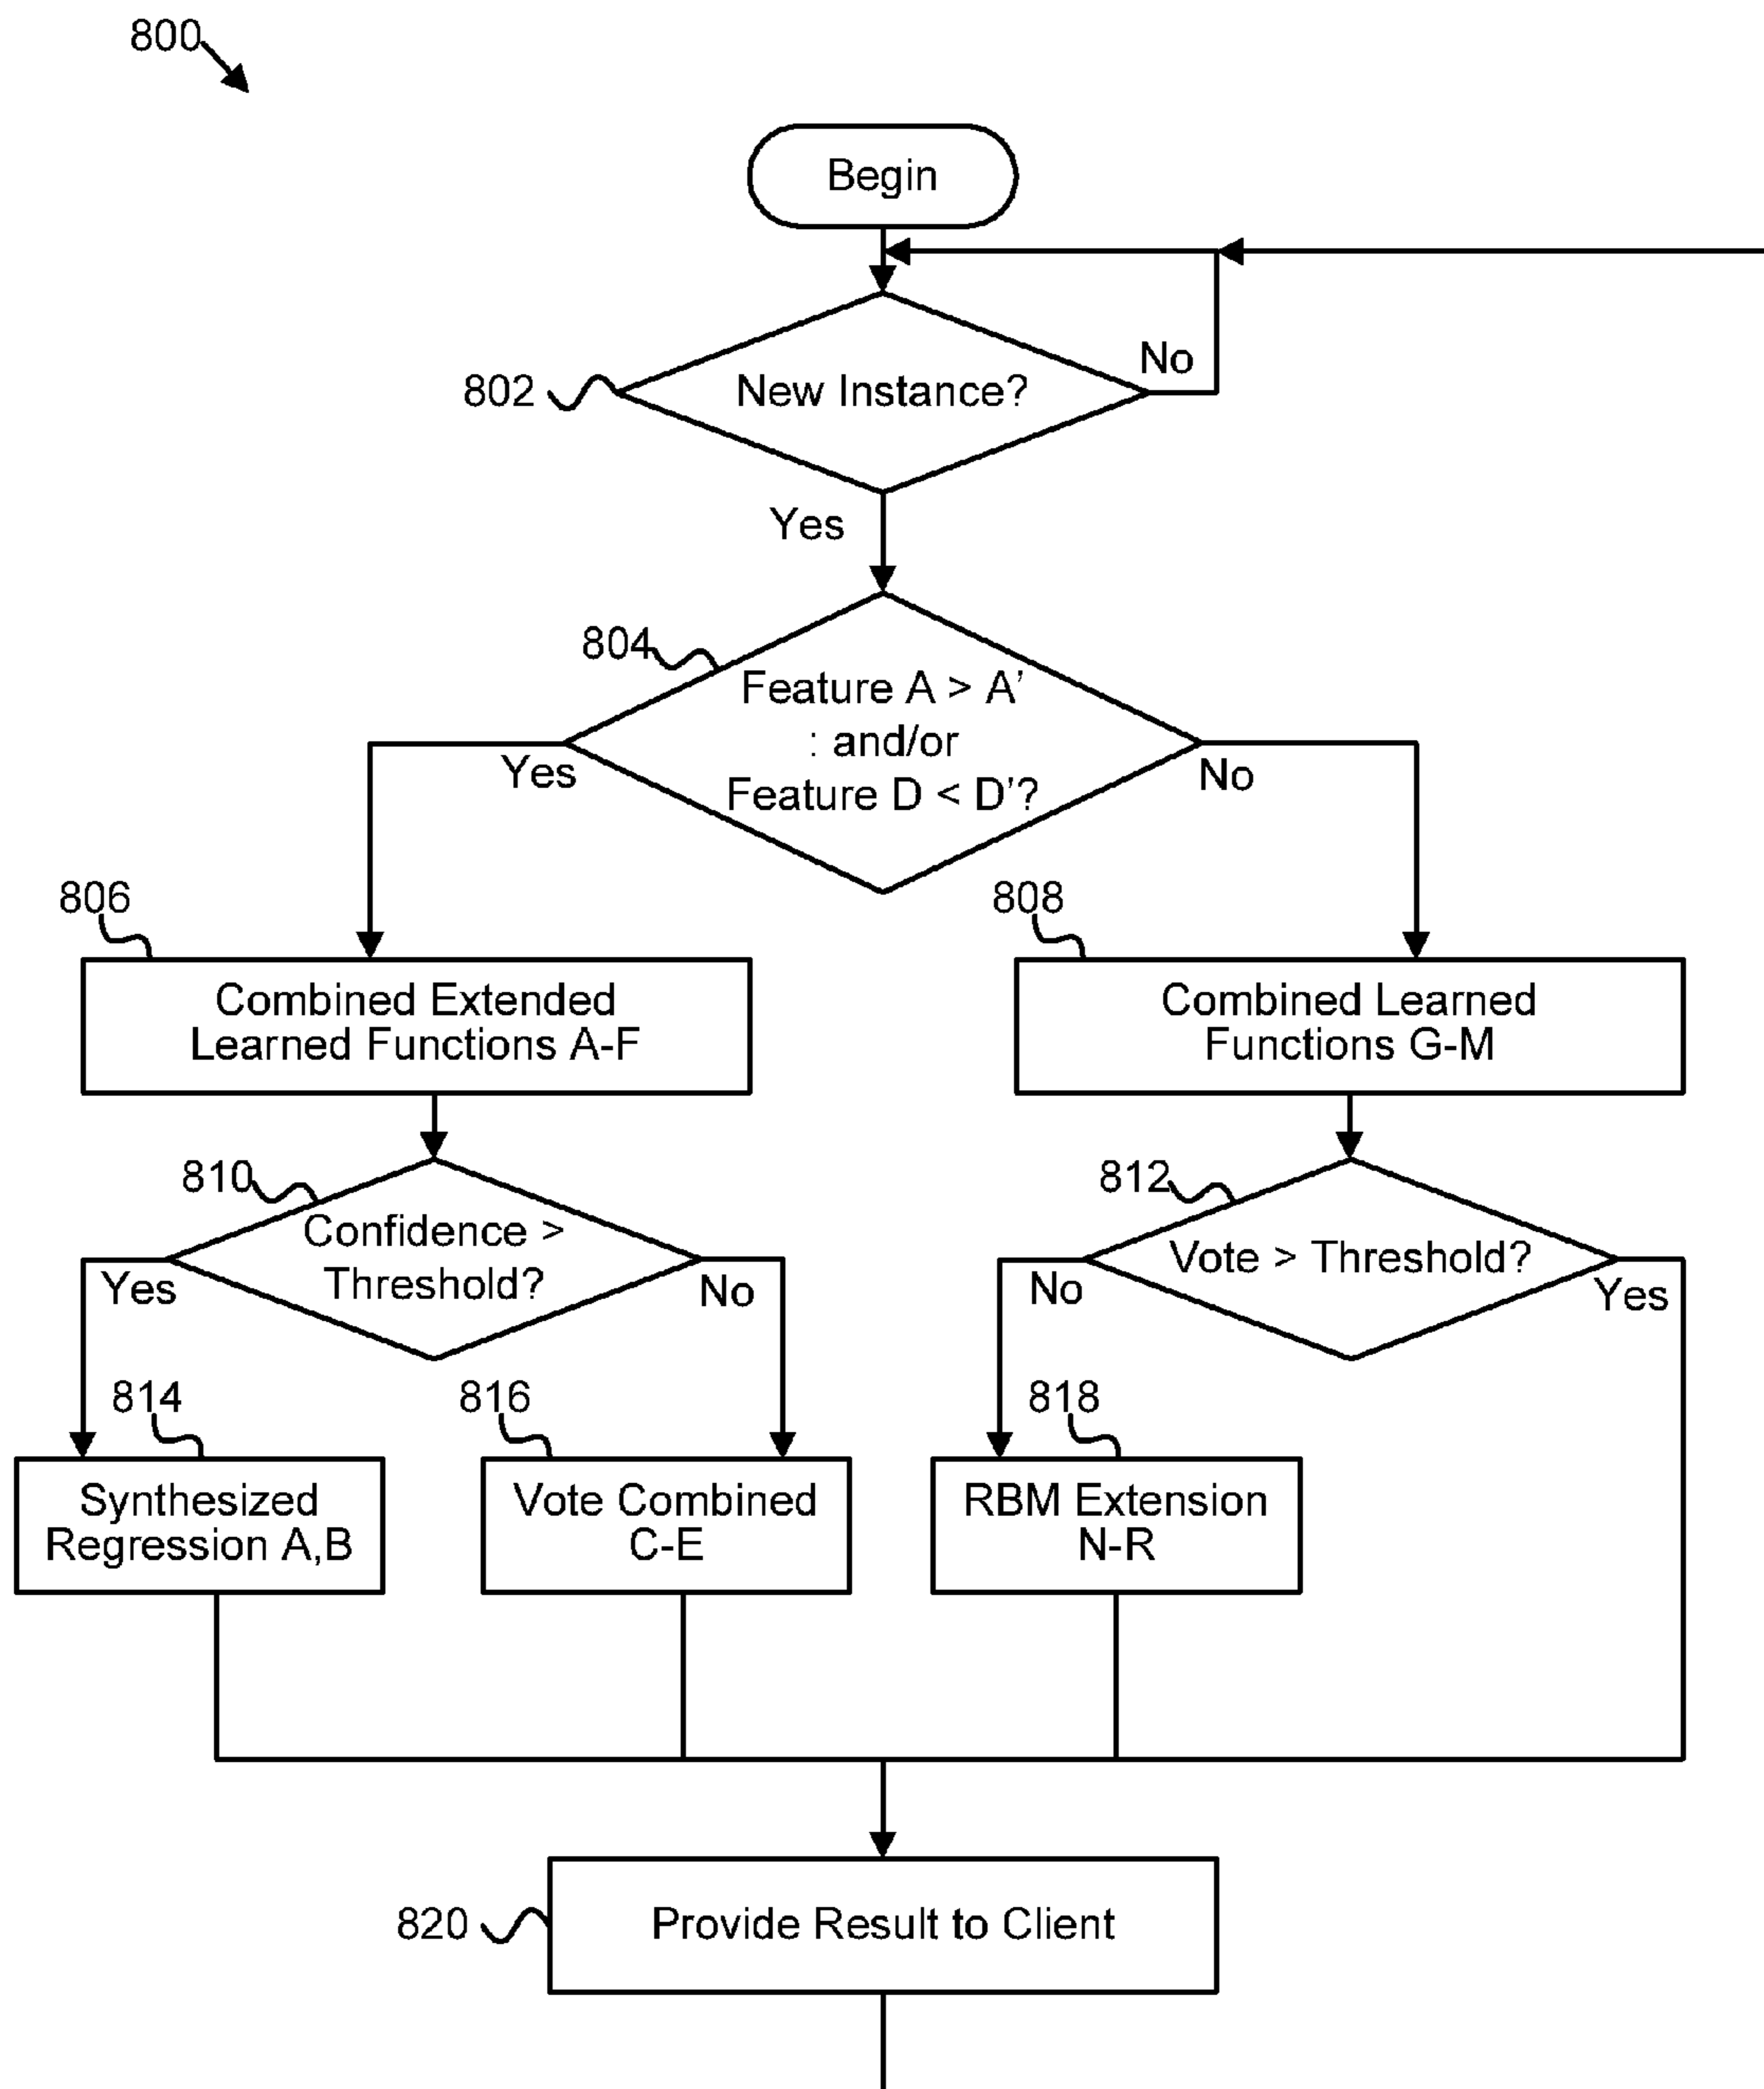 800
Begin
No
802
New Instance?
Yes
804
Feature A > A’
: and/or
Feature D < D’?
Yes
No
806
808
Combined Extended
Learned Functions A-F
Combined Learned
Functions G-M
810
812
Confidence >
Threshold?
Vote > Threshold?
Yes
No
No
Yes
814
816
818
Synthesized
Regression A,B
Vote Combined
C-E
RBM Extension
N-R
820
Provide Result to Client